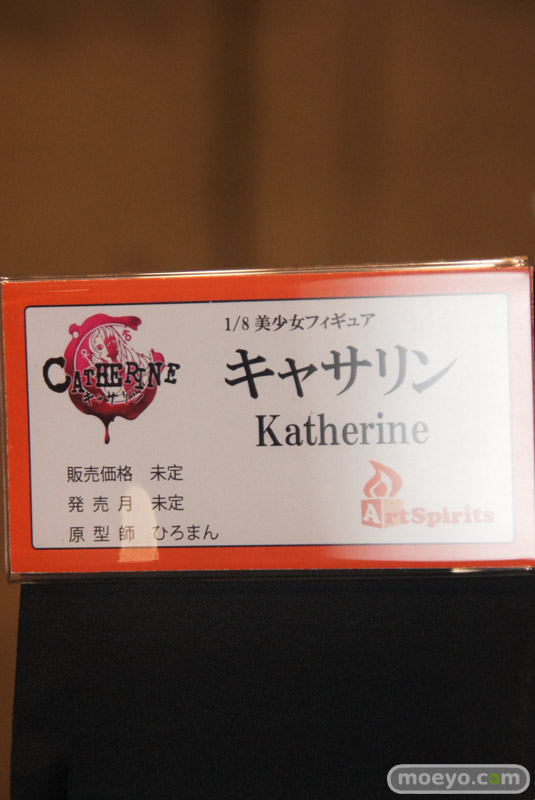 1/8 美少女フィギュア
CATHERINE
キャサリン
キャサリン
Katherine
販売価格 未定
発売月 未定
原型師 ひろまん
ArtSpirits
moeyo.com